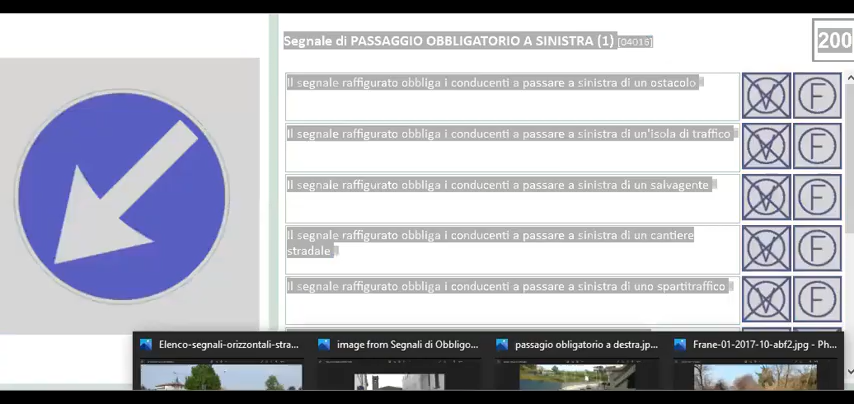 Segnale di PASSAGGIO OBBLIGATORIO A SINISTRA (1) [04016]
200
Il segnale raffigurato obbliga i conducenti a passare a sinistra di un ostacolo
V F
Il segnale raffigurato obbliga i conducenti a passare a sinistra di un'isola di traffico
V F
Il segnale raffigurato obbliga i conducenti a passare a sinistra di un salvagente
V F
Il segnale raffigurato obbliga i conducenti a passare a sinistra di un cantiere
stradale
V F
Il segnale raffigurato obbliga i conducenti a passare a sinistra di uno spartitraffico
V F
Elenco-segnali-orizzontali-stra...
image from Segnali di Obbligo...
passagio obligatorio a destra.jp...
Frane-01-2017-10-abf2.jpg - Ph...